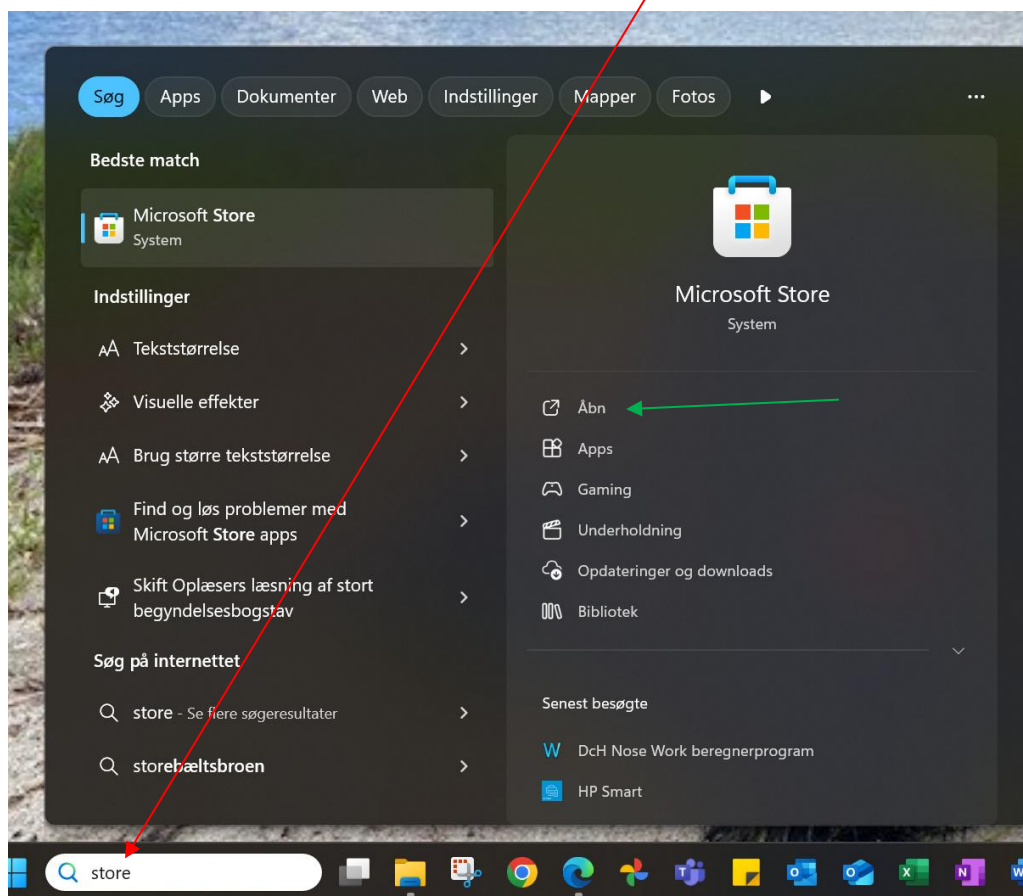 Søg Apps Dokumenter Web Indstillinger Mapper Fotos
Bedste match
Microsoft Store
System
Indstillinger
Tekststørrelse
Visuelle effekter
Brug større tekststørrelse
Find og løs problemer med
Microsoft Store apps
Skift Oplæsers læsning af stort
begyndelsesbogstav
Søg på internettet
store - Se flere søgeresultater
storebæltsbroen
Microsoft Store
System
Åbn
Apps
Gaming
Underholdning
Opdateringer og downloads
Bibliotek
Senest besøgte
DcH Nose Work beregnerprogram
HP Smart
store